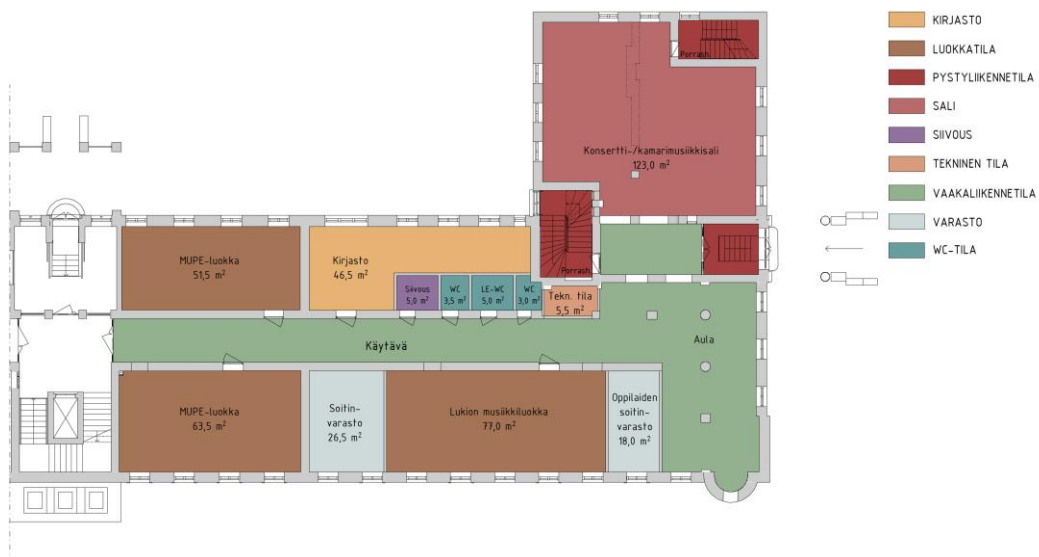 KIRJASTO
LUOKKATILA
PYSTYLIIKENNETILA
SALI
SIIVOUS
TEKNINEN TILA
VAAKALIIKENNETILA
VARASTO
WC-TILA
Porrash.
Konsertti-/kamarimusiikkisali
123,0 m²
MUPE-luokka
51,5 m²
Kirjasto
46,5 m²
Siivous
5,0 m²
WC
3,5 m²
LE-WC
5,0 m²
WC
3,0 m²
Porrash.
Tekn. tila
5,5 m²
Käytävä
Aula
MUPE-luokka
63,5 m²
Soitin-
varasto
26,5 m²
Lukion musiikkiluokka
77,0 m²
Oppilaiden
soitin-
varasto
18,0 m²